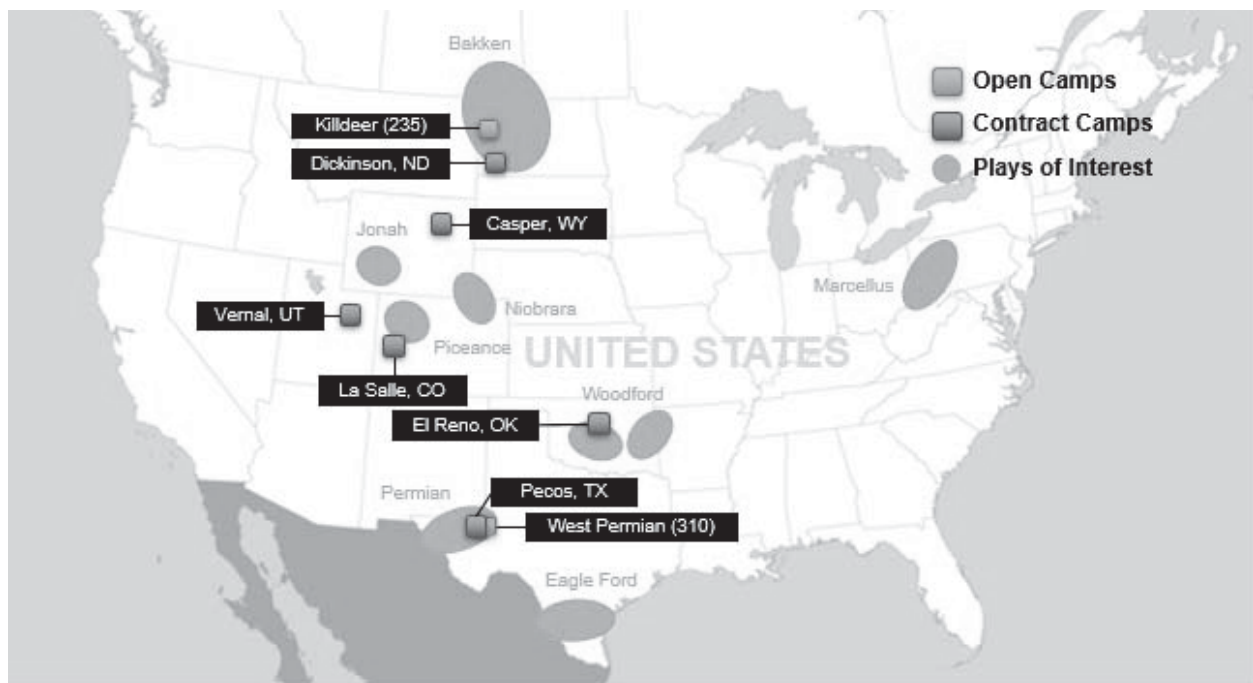 Bakken
Open Camps
Killdeer (235)
Contract Camps
Dickinson, ND
Plays of Interest
Casper, WY
Jonah
Marcellus
Niobrara
Vernal, UT
Piceance
UNITED STATES
La Salle, CO
Woodford
El Reno, OK
Permian
Pecos, TX
West Permian (310)
Eagle Ford